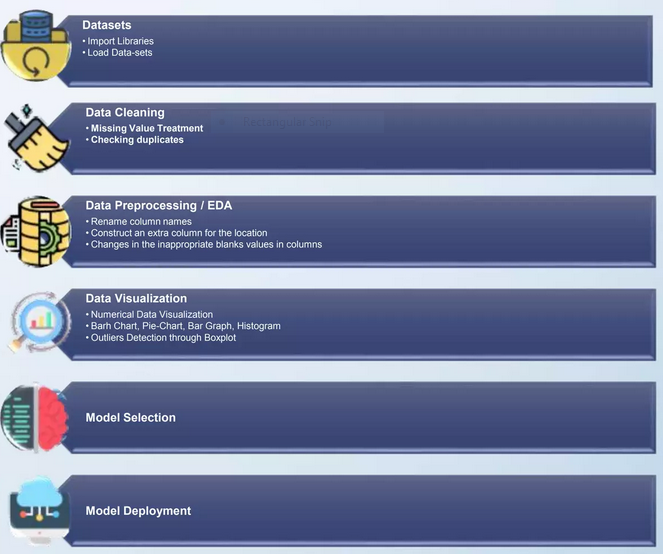 Datasets
• Import Libraries
• Load Data-sets
Data Cleaning
• Missing Value Treatment
• Checking duplicates
Rectangular Snip
Data Preprocessing / EDA
• Rename column names
• Construct an extra column for the location
• Changes in the inappropriate blanks values in columns
Data Visualization
• Numerical Data Visualization
• Barh Chart, Pie-Chart, Bar Graph, Histogram
• Outliers Detection through Boxplot
Model Selection
Model Deployment